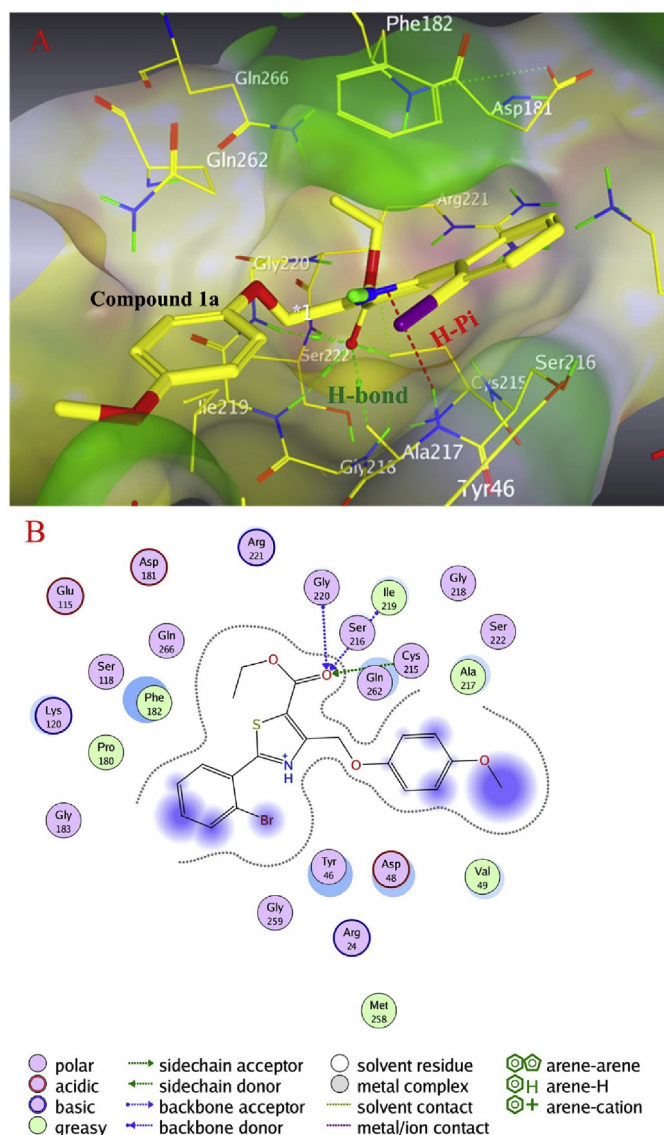 A
Phe182
Gln266
Asp181
Gln262
Arg221
Gly220
Compound 1a
*1
H-Pi
Ser222
Ser216
H-bond
Cys215
Ile219
Ala217
Gly218
Tyr46
B
Arg
221
Asp
181
Glu
115
Gly
220
Ile
219
Gly
218
Gln
266
Ser
216
Ser
222
Ser
118
Cys
215
Gln
262
Ala
217
Phe
182
Lys
120
Pro
180
O
O
S
N
H
+
O
O
Br
Gly
183
Tyr
46
Asp
48
Val
49
Gly
259
Arg
24
Met
258
polar sidechain acceptor solvent residue arene-arene
acidic sidechain donor metal complex H arene-H
basic backbone acceptor solvent contact + arene-cation
greasy backbone donor metal/ion contact